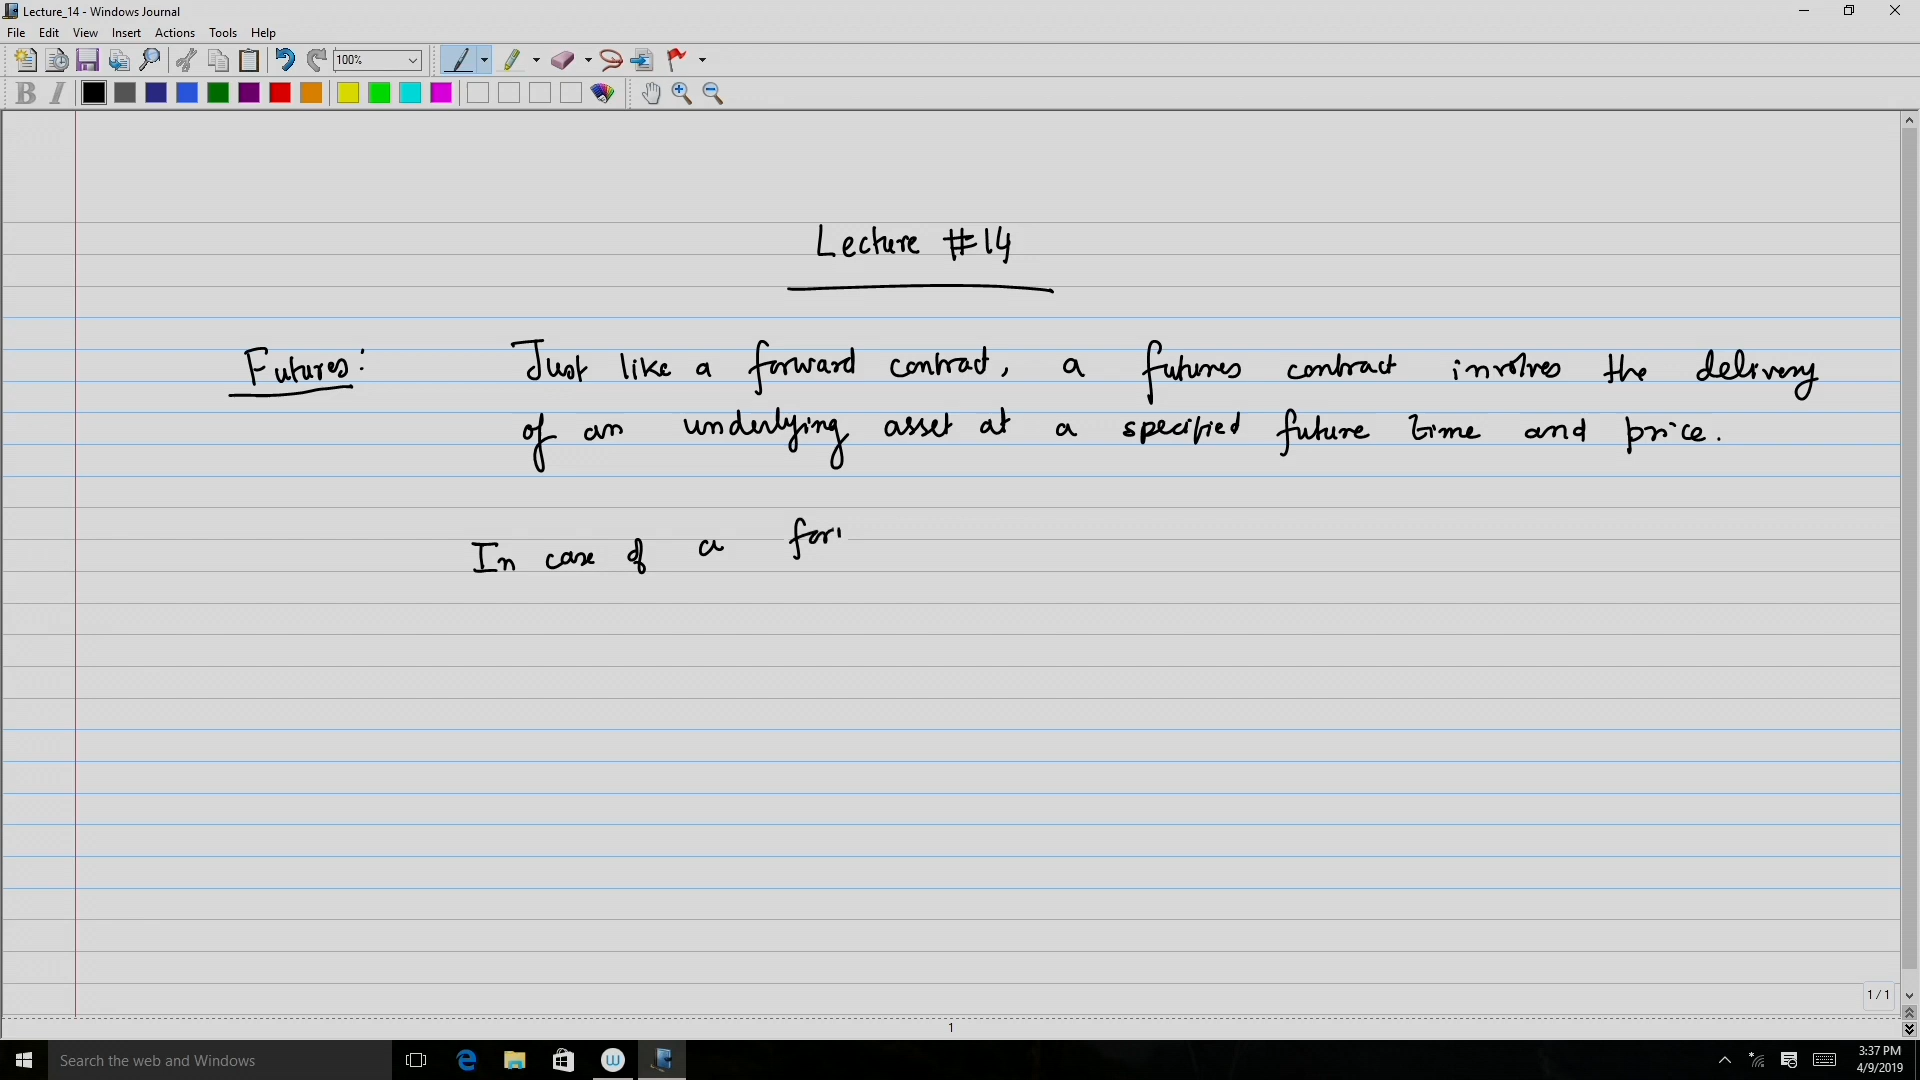 Lecture_14 - Windows Journal
File Edit View Insert Actions Tools Help
100%
B I
Lecture #14
Futures: Just like a forward contract, a futures contract involves the delivery
of an underlying asset at a specified future time and price.
In case of a for
1 / 1
1
Search the web and Windows
3:37 PM
4/9/2019